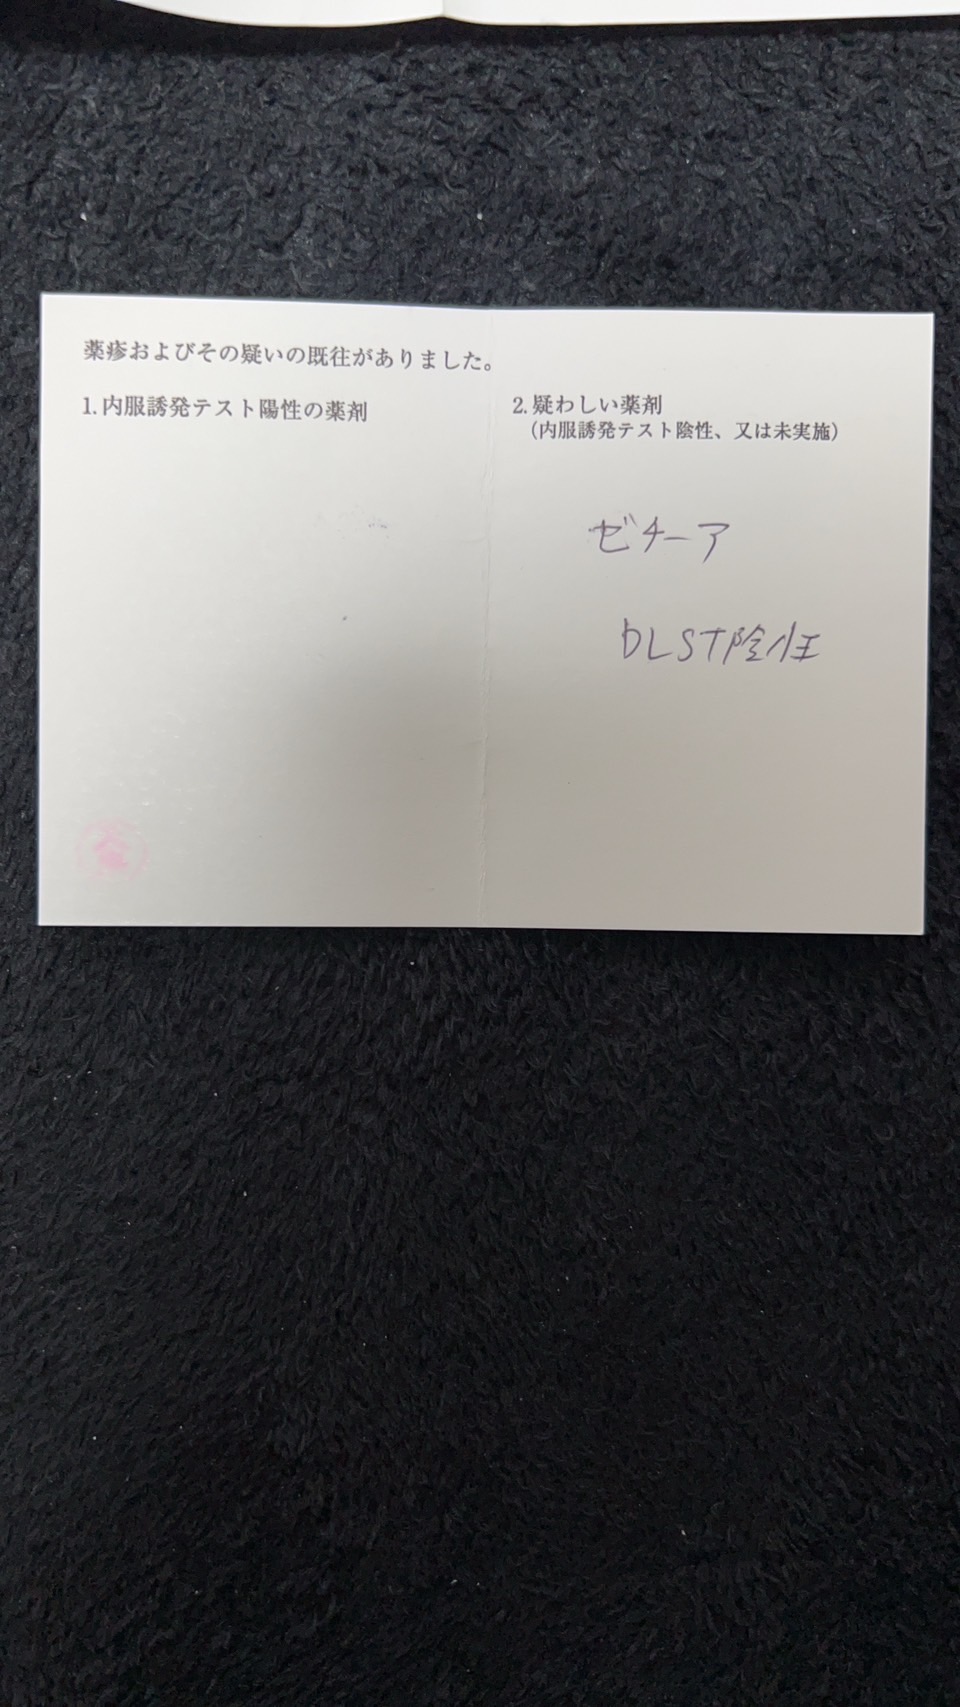 薬疹およびその疑いの既往がありました。
1. 内服誘発テスト陽性の薬剤
2. 疑わしい薬剤
(内服誘発テスト陰性、又は未実施)
ゼチーア
DLST陰性